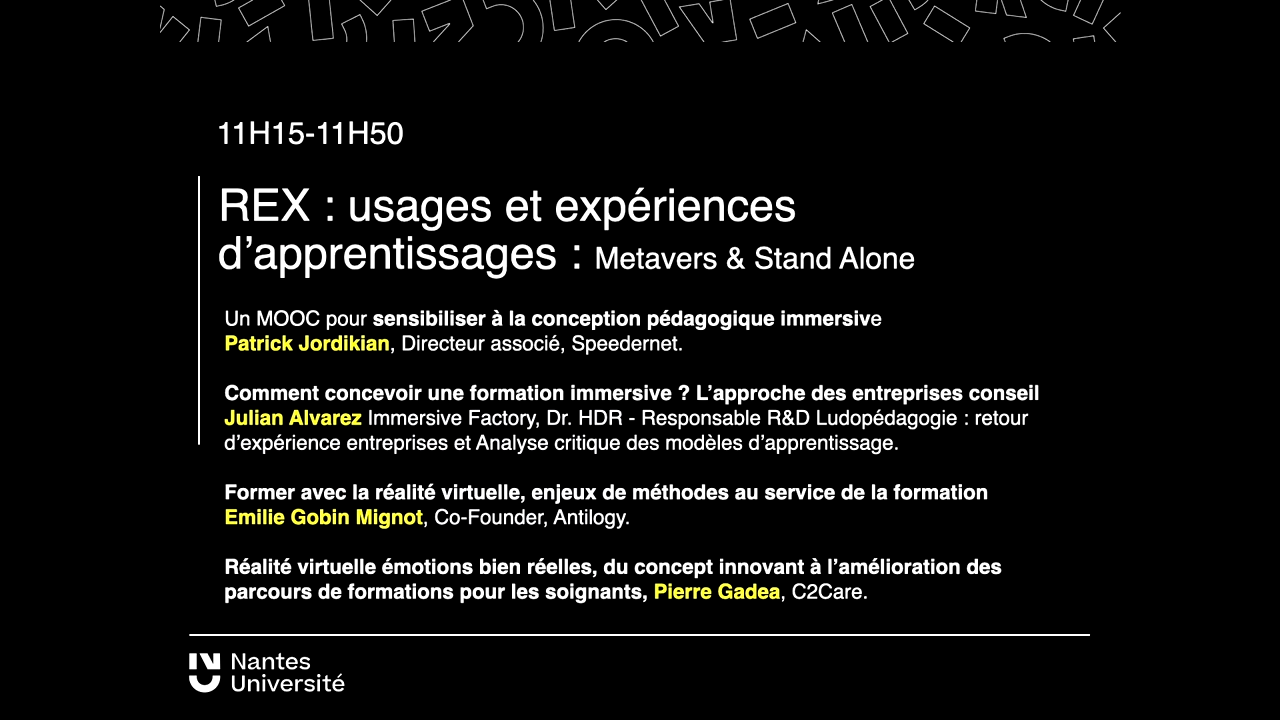 11H15-11H50
REX : usages et expériences
d’apprentissages : Metavers & Stand Alone
Un MOOC pour sensibiliser à la conception pédagogique immersive
Patrick Jordikian, Directeur associé, Speedernet.
Comment concevoir une formation immersive ? L’approche des entreprises conseil
Julian Alvarez Immersive Factory, Dr. HDR - Responsable R&D Ludopédagogie : retour
d’expérience entreprises et Analyse critique des modèles d’apprentissage.
Former avec la réalité virtuelle, enjeux de méthodes au service de la formation
Emilie Gobin Mignot, Co-Founder, Antilogy.
Réalité virtuelle émotions bien réelles, du concept innovant à l’amélioration des
parcours de formations pour les soignants, Pierre Gadea, C2Care.
Nantes
Université